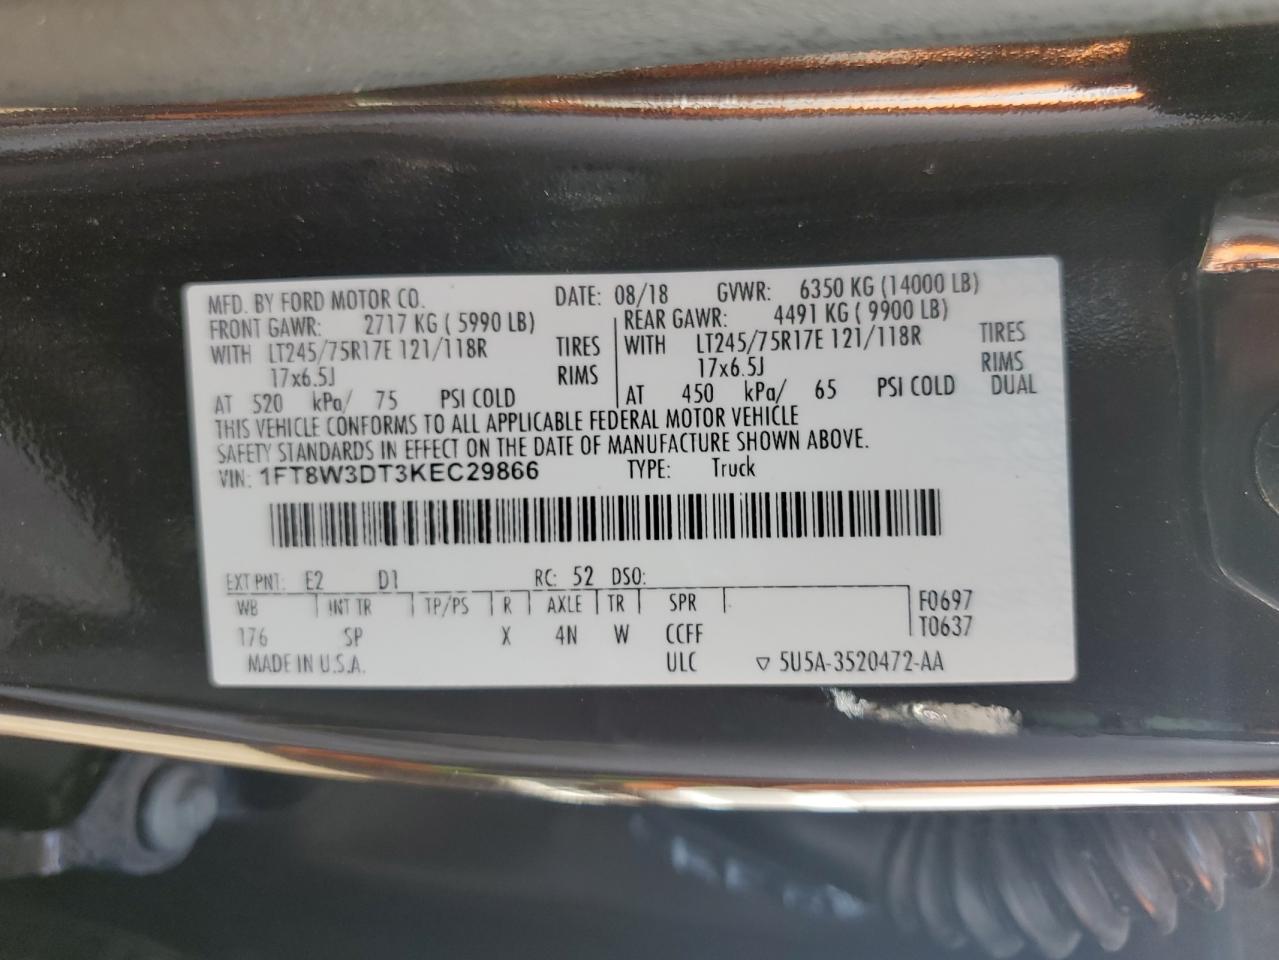 MFD. BY FORD MOTOR CO. DATE: 08/18 GVWR: 6350 KG (14000 LB)
FRONT GAWR: 2717 KG ( 5990 LB) REAR GAWR: 4491 KG ( 9900 LB)
WITH LT245/75R17E 121/118R TIRES WITH LT245/75R17E 121/118R TIRES
17x6.5J RIMS 17x6.5J RIMS
AT 520 kPa/ 75 PSI COLD AT 450 kPa/ 65 PSI COLD DUAL
THIS VEHICLE CONFORMS TO ALL APPLICABLE FEDERAL MOTOR VEHICLE
SAFETY STANDARDS IN EFFECT ON THE DATE OF MANUFACTURE SHOWN ABOVE.
VIN: 1FT8W3DT3KEC29866 TYPE: Truck
EXT PNT: E2 D1 RC: 52 DSO:
WB INT TR TP/PS R AXLE TR SPR F0697
176 SP X 4N W CCFF T0637
MADE IN U.S.A. ULC ▽ 5U5A-3520472-AA